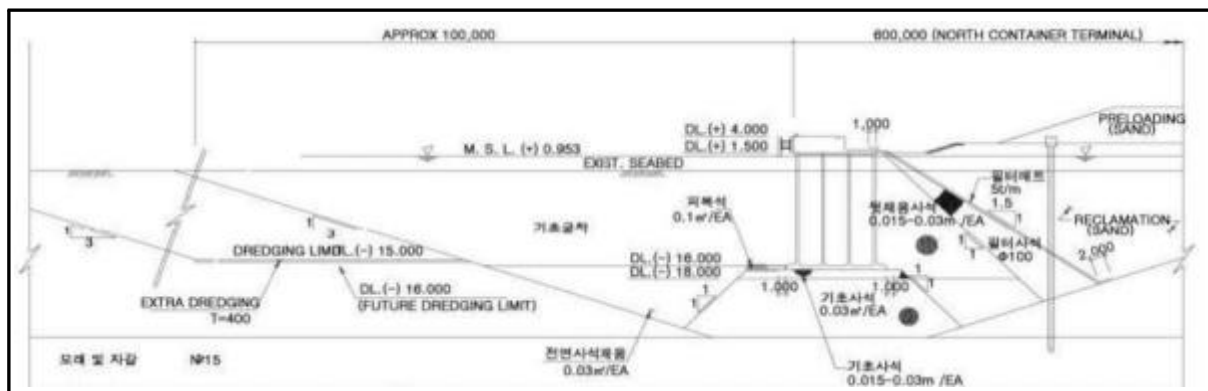 APPROX 100,000
600,000 (NORTH CONTAINER TERMINAL)
DL.(+) 4.000
1,000
PRELOADING
(SAND)
M. S. L. (+) 0.953
DL.(+) 1.500
EXIST. SEABED
필터매트
5t/m
피복석
0.1㎥/EA
1.5
1
뒷채움사석
0.015-0.03m /EA
RECLAMATION
(SAND)
1
3
기초굴착
1
3
필터사석
Φ100
1
1
2,000
DREDGING LIMIT
DL.(-) 15.000
DL.(-) 16.000
DL.(-) 18.000
EXTRA DREDGING
T=400
DL.(-) 16.000
(FUTURE DREDGING LIMIT)
1,000
1,000
1
1
1
1
기초사석
0.03㎥/EA
모래 및 자갈
전면사석채움
0.03㎥/EA
기초사석
0.015-0.03m /EA